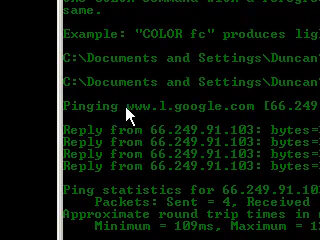 same.
Example: "COLOR fc" produces lig
C:\Documents and Settings\Duncan
C:\Documents and Settings\Duncan
Pinging www.l.google.com [66.249
Reply from 66.249.91.103: bytes=
Reply from 66.249.91.103: bytes=
Reply from 66.249.91.103: bytes=
Reply from 66.249.91.103: bytes=
Ping statistics for 66.249.91.10
Packets: Sent = 4, Received
Approximate round trip times in
Minimum = 109ms, Maximum = 1